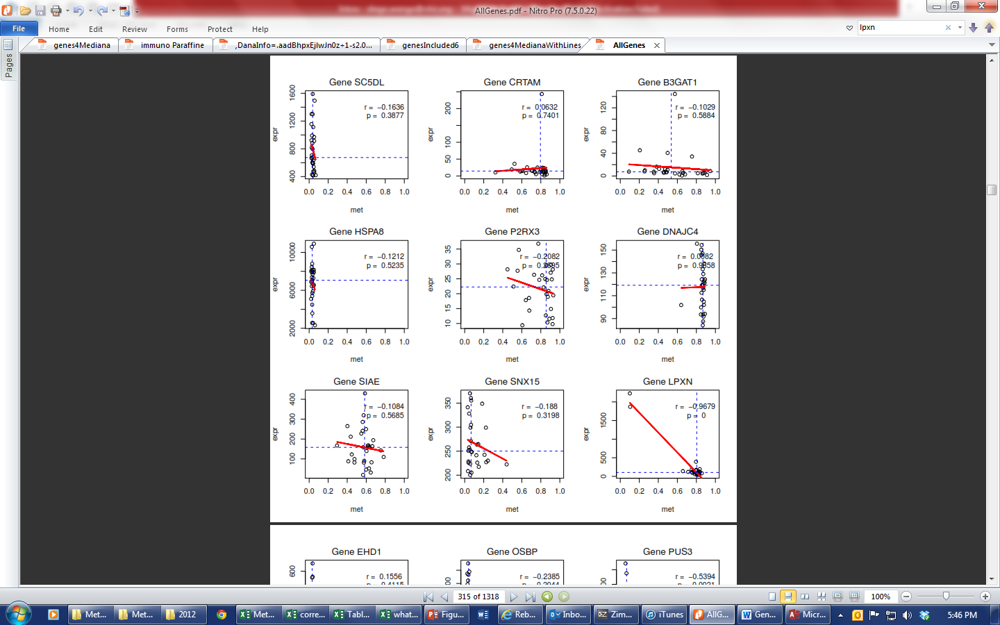 AllGenes.pdf - Nitro Pro (7.5.0.22)
File Home Edit Review Forms Protect Help lpxn
genes4Mediana immuno Paraffine ,DanaInfo=.aadBhpxEjlwJn0z+1-s2.0... genesIncluded6 genes4MedianaWithLines AllGenes
Pages
Gene SC5DL
r = −0.1636
p = 0.3877
expr
400 800 1200 1600
0.0 0.2 0.4 0.6 0.8 1.0
met
Gene CRTAM
r = 0.0632
p = 0.7401
expr
0 50 100 200
0.0 0.2 0.4 0.6 0.8 1.0
met
Gene B3GAT1
r = −0.1029
p = 0.5884
expr
0 40 80 120
0.0 0.2 0.4 0.6 0.8 1.0
met
Gene HSPA8
r = −0.1212
p = 0.5235
expr
2000 6000 10000
0.0 0.2 0.4 0.6 0.8 1.0
met
Gene P2RX3
r = −0.2082
p =
expr
10 15 20 25 30 35
0.0 0.2 0.4 0.6 0.8 1.0
met
Gene DNAJC4
r =
p =
expr
90 110 130 150
0.0 0.2 0.4 0.6 0.8 1.0
met
Gene SIAE
r = −0.1084
p = 0.5685
expr
100 200 300 400
0.0 0.2 0.4 0.6 0.8 1.0
met
Gene SNX15
r = −0.188
p = 0.3198
expr
200 250 300 350
0.0 0.2 0.4 0.6 0.8 1.0
met
Gene LPXN
r = −0.9679
p = 0
expr
0 500 1500
0.0 0.2 0.4 0.6 0.8 1.0
met
Gene EHD1
r = 0.1556
600
Gene OSBP
r = −0.2385
Gene PUS3
r = −0.5394
315 of 1318 100%
Met... Met... 2012 Met... corre... Tabl... what... Figu... Reb... Inbo... Zim... iTunes AllG... Gen... Micr... 5:46 PM